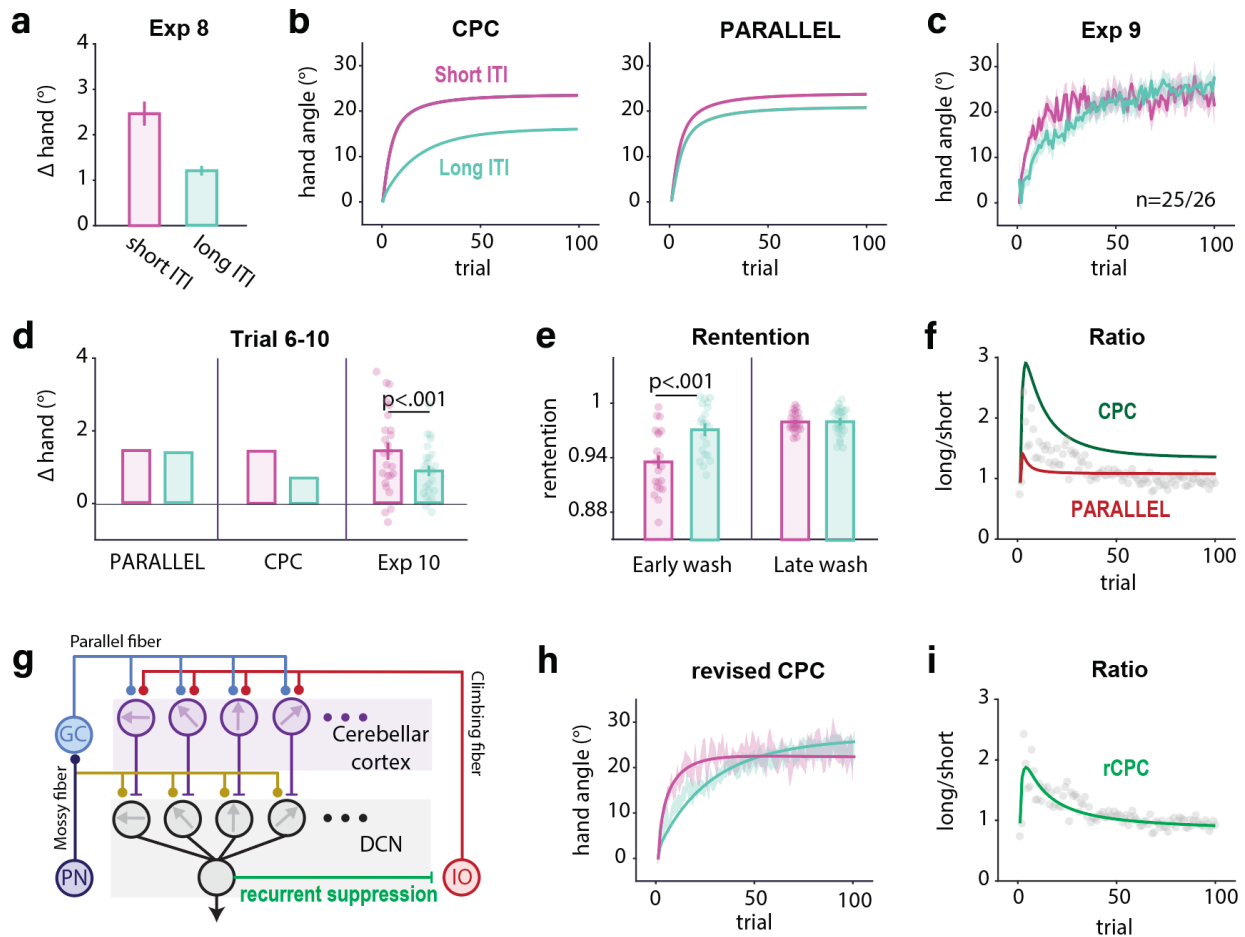 a
Exp 8
Δ hand (°)
4
3
2
1
0
short ITI
long ITI
b
CPC
hand angle (°)
30
20
10
0
Short ITI
Long ITI
0
50
100
trial
PARALLEL
hand angle (°)
30
20
10
0
0
50
100
trial
c
Exp 9
hand angle (°)
30
20
10
0
n=25/26
0
50
100
trial
d
Trial 6-10
Δ hand (°)
4
2
0
p<.001
PARALLEL
CPC
Exp 10
e
Rentention
rentention
1
0.94
0.88
p<.001
Early wash
Late wash
f
Ratio
long/short
3
2
1
0
CPC
PARALLEL
0
50
100
trial
g
Parallel fiber
GC
Climbing fiber
Cerebellar
cortex
Mossy fiber
DCN
PN
IO
recurrent suppression
h
revised CPC
hand angle (°)
30
20
10
0
0
50
100
trial
i
Ratio
long/short
3
2
1
0
rCPC
0
50
100
trial